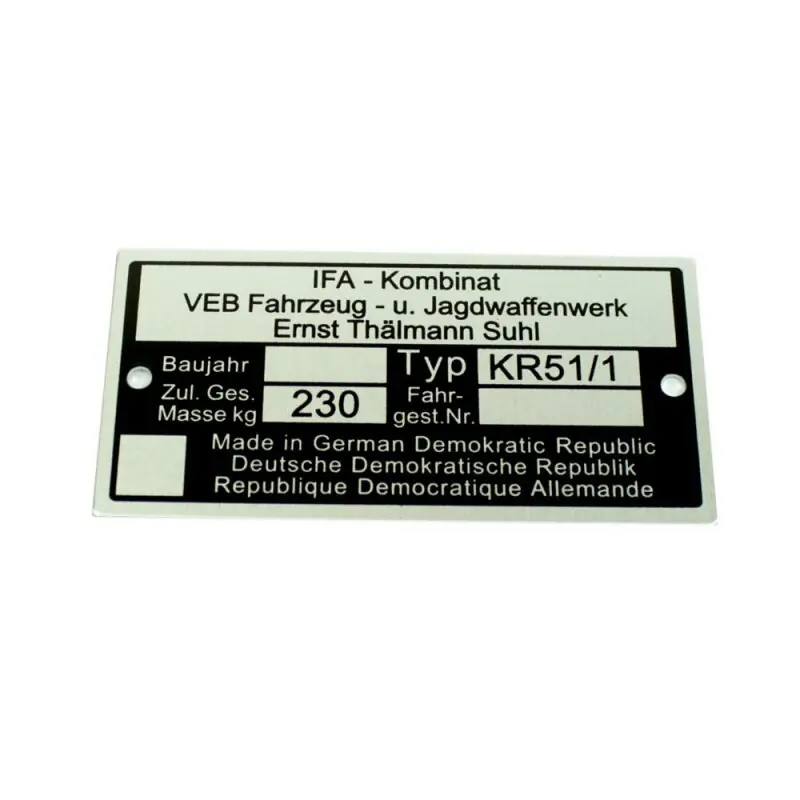 IFA - Kombinat
VEB Fahrzeug - u. Jagdwaffenwerk
Ernst Thälmann Suhl
Baujahr
Typ KR51/1
Zul. Ges.
Masse kg 230
Fahr-
gest.Nr.
Made in German Demokratic Republic
Deutsche Demokratische Republik
Republique Democratique Allemande